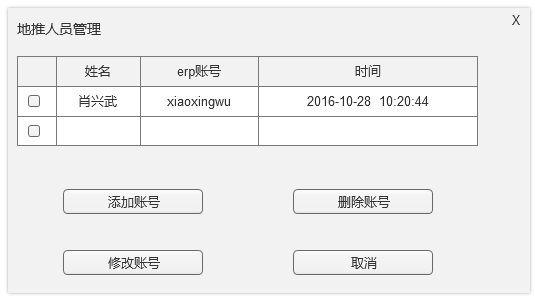 X
地推人员管理
姓名 erp账号 时间
肖兴武 xiaoxingwu 2016-10-28 10:20:44
添加账号 删除账号
修改账号 取消